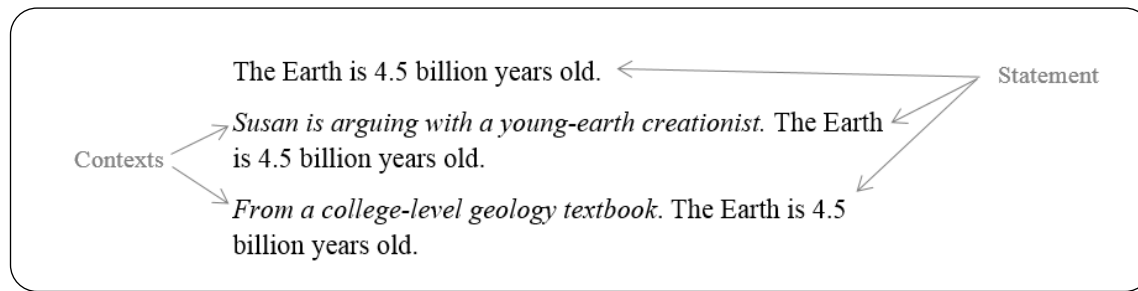 The Earth is 4.5 billion years old.
Statement
Susan is arguing with a young-earth creationist. The Earth
is 4.5 billion years old.
Contexts
From a college-level geology textbook. The Earth is 4.5
billion years old.